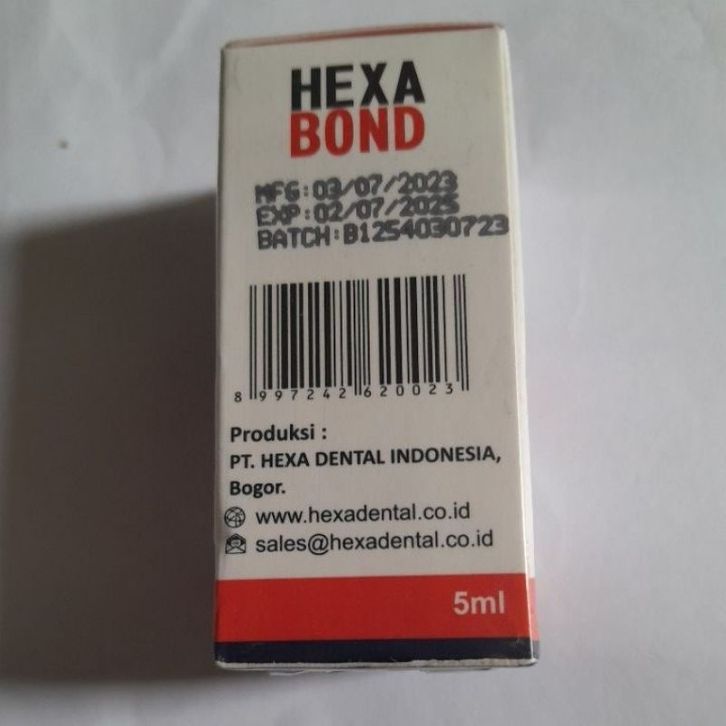 HEXA
BOND
MFG:03/07/2023
EXP:02/07/2025
BATCH:B1254030723
8 997242 620023
Produksi :
PT. HEXA DENTAL INDONESIA,
Bogor.
www.hexadental.co.id
sales@hexadental.co.id
5ml